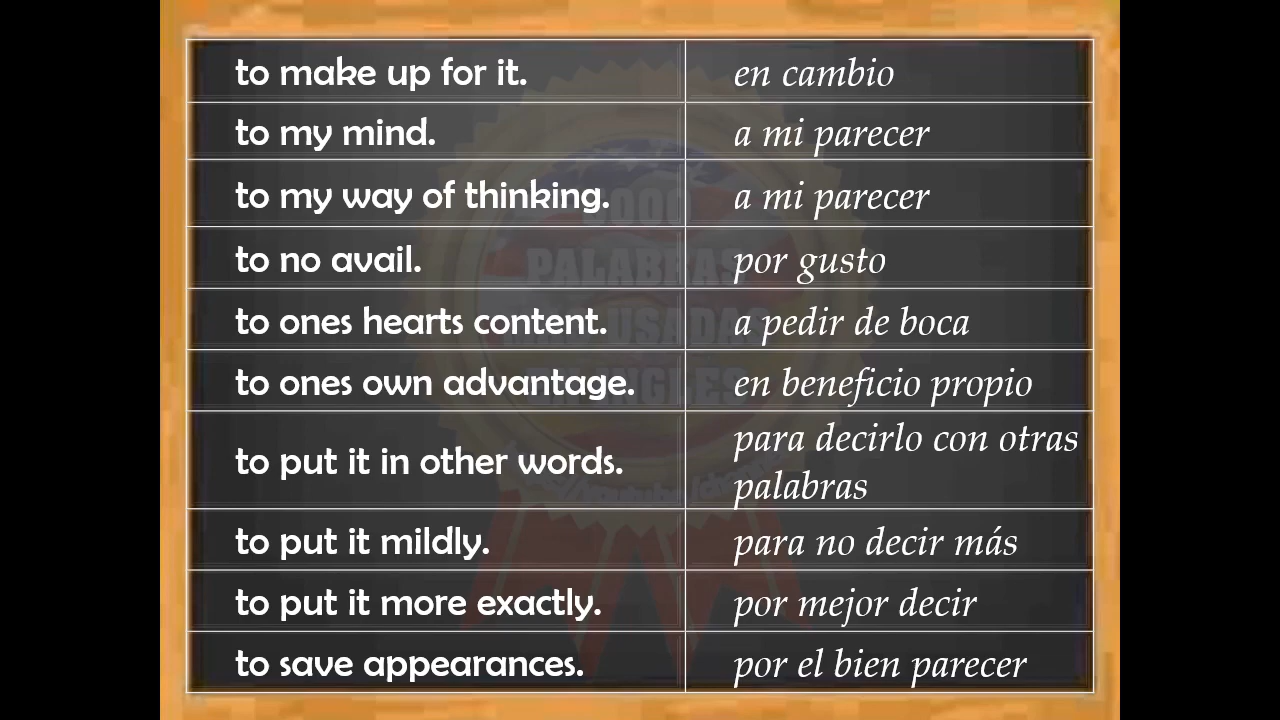 to make up for it. en cambio
to my mind. a mi parecer
to my way of thinking. a mi parecer
to no avail. por gusto
to ones hearts content. a pedir de boca
to ones own advantage. en beneficio propio
to put it in other words. para decirlo con otras
palabras
to put it mildly. para no decir más
to put it more exactly. por mejor decir
to save appearances. por el bien parecer
PALABRAS